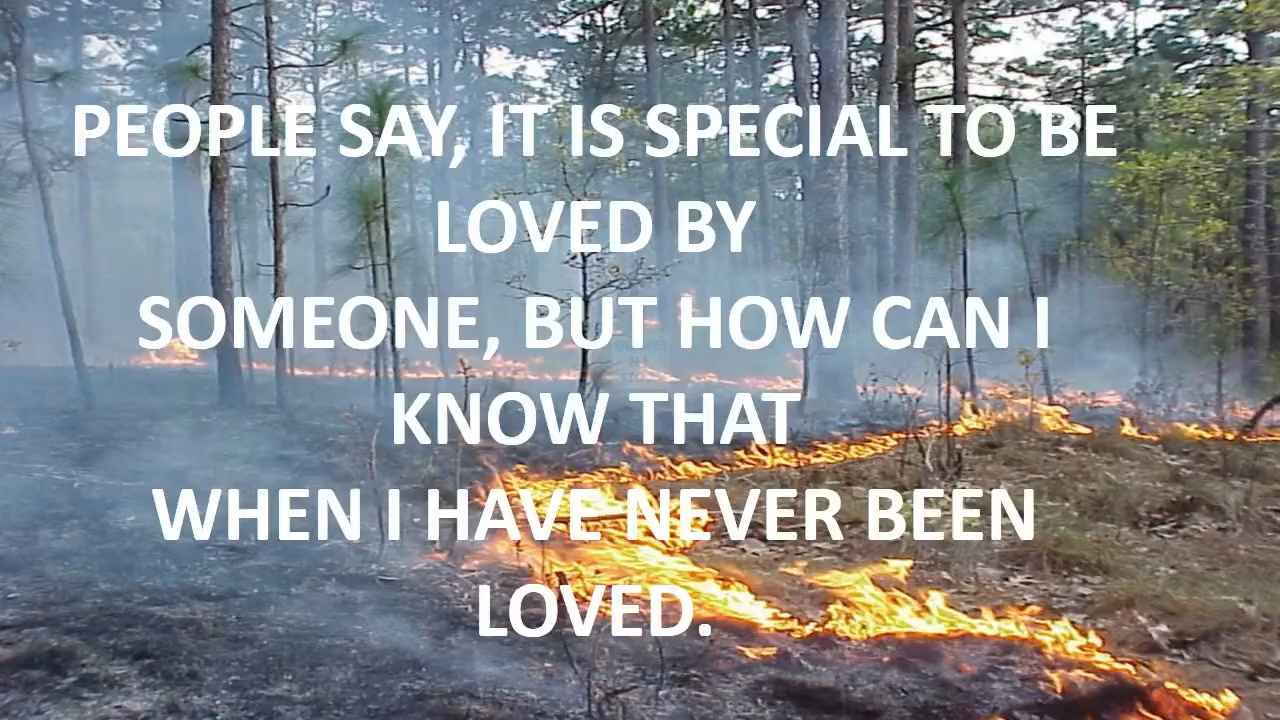 PEOPLE SAY, IT IS SPECIAL TO BE
LOVED BY
SOMEONE, BUT HOW CAN I
KNOW THAT
WHEN I HAVE NEVER BEEN
LOVED.